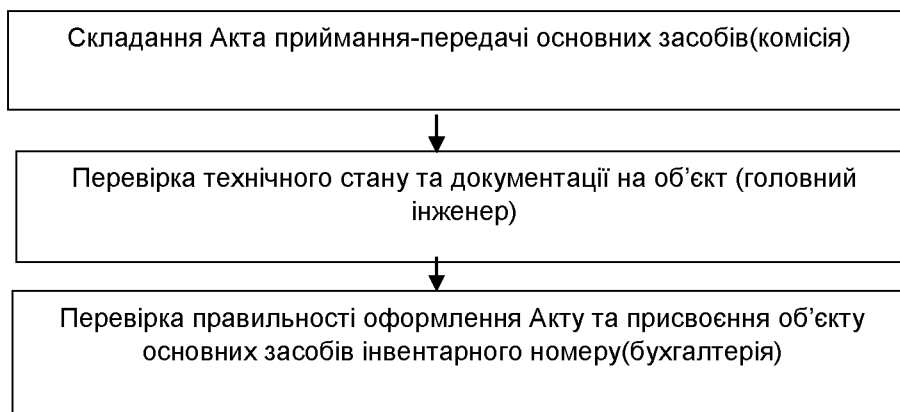 Складання Акта приймання-передачі основних засобів(комісія)
Перевірка технічного стану та документації на об’єкт (головний
інженер)
Перевірка правильності оформлення Акту та присвоєння об’єкту
основних засобів інвентарного номеру(бухгалтерія)